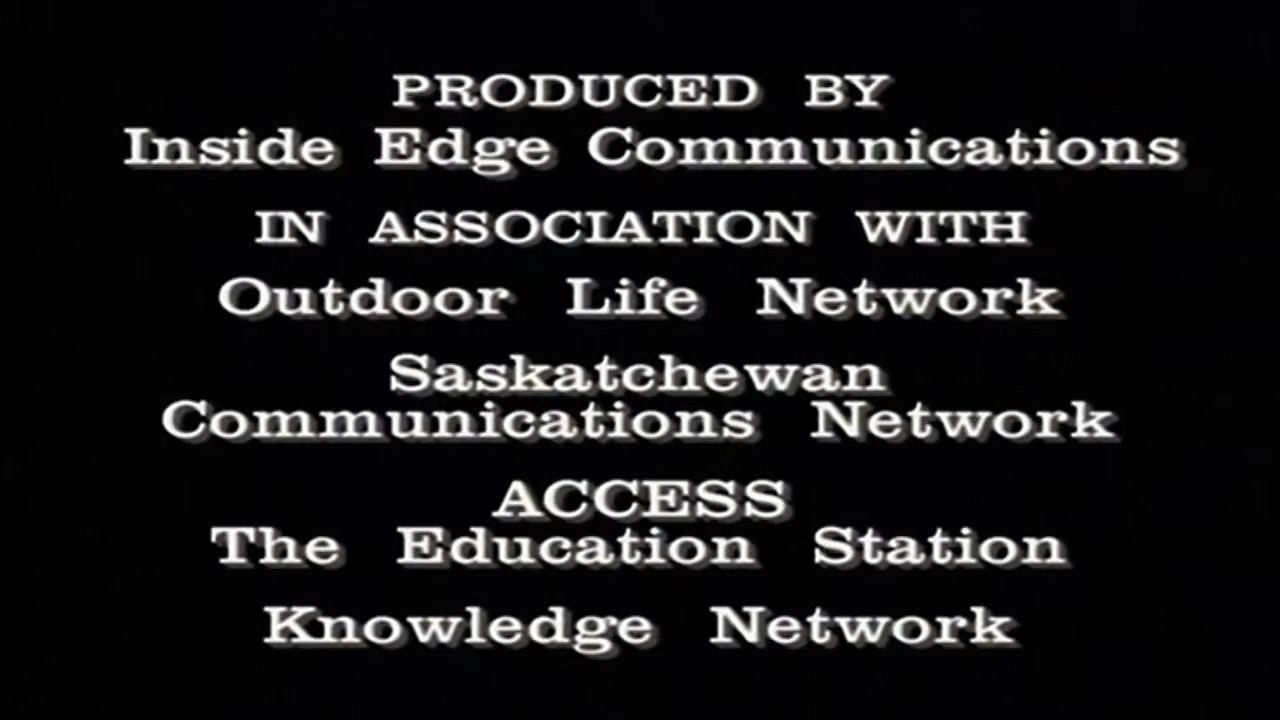 PRODUCED BY
Inside Edge Communications
IN ASSOCIATION WITH
Outdoor Life Network
Saskatchewan
Communications Network
ACCESS
The Education Station
Knowledge Network